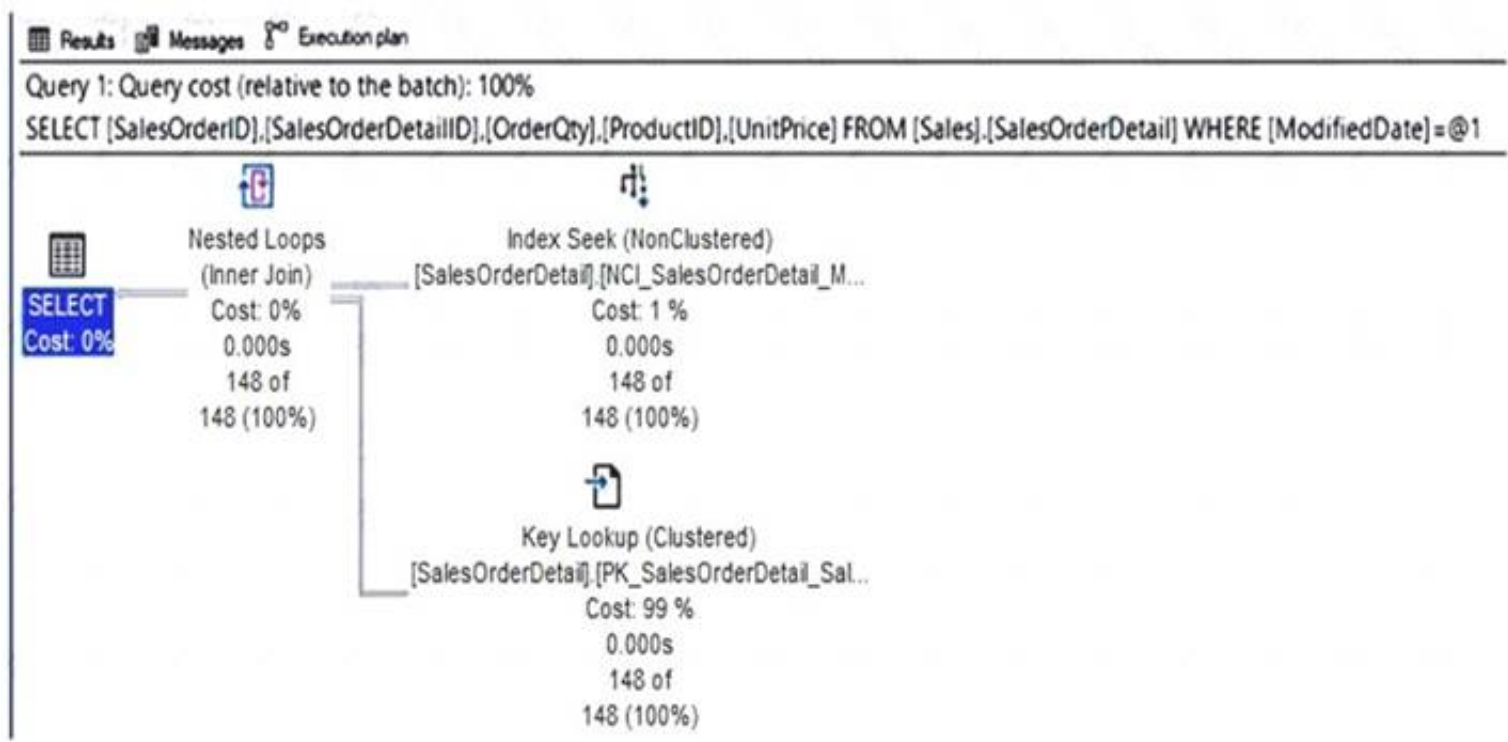 Results Messages Execution plan
Query 1: Query cost (relative to the batch): 100%
SELECT [SalesOrderID],[SalesOrderDetailID],[OrderQty],[ProductID],[UnitPrice] FROM [Sales].[SalesOrderDetail] WHERE [ModifiedDate]=@1
SELECT
Cost: 0%
Nested Loops
(Inner Join)
Cost: 0%
0.000s
148 of
148 (100%)
Index Seek (NonClustered)
[SalesOrderDetail].[NCI_SalesOrderDetail_M...
Cost: 1 %
0.000s
148 of
148 (100%)
Key Lookup (Clustered)
[SalesOrderDetail].[PK_SalesOrderDetail_Sal...
Cost: 99 %
0.000s
148 of
148 (100%)